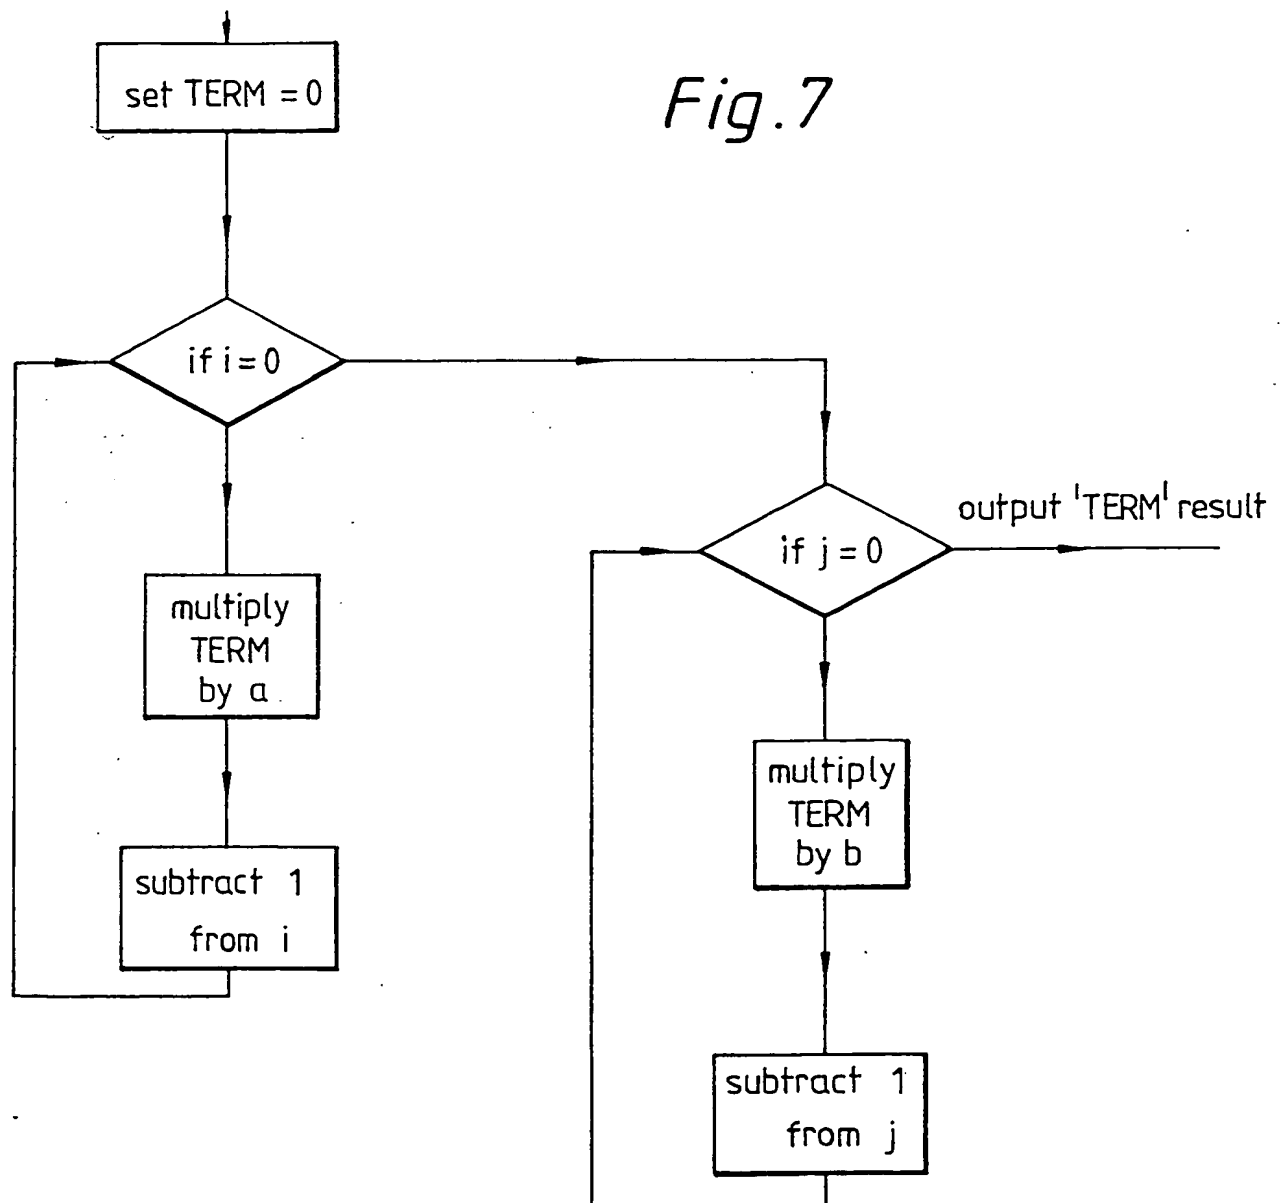 set TERM = 0
Fig. 7
if i = 0
output 'TERM' result
if j = 0
multiply
TERM
by a
multiply
TERM
by b
subtract 1
from i
subtract 1
from j